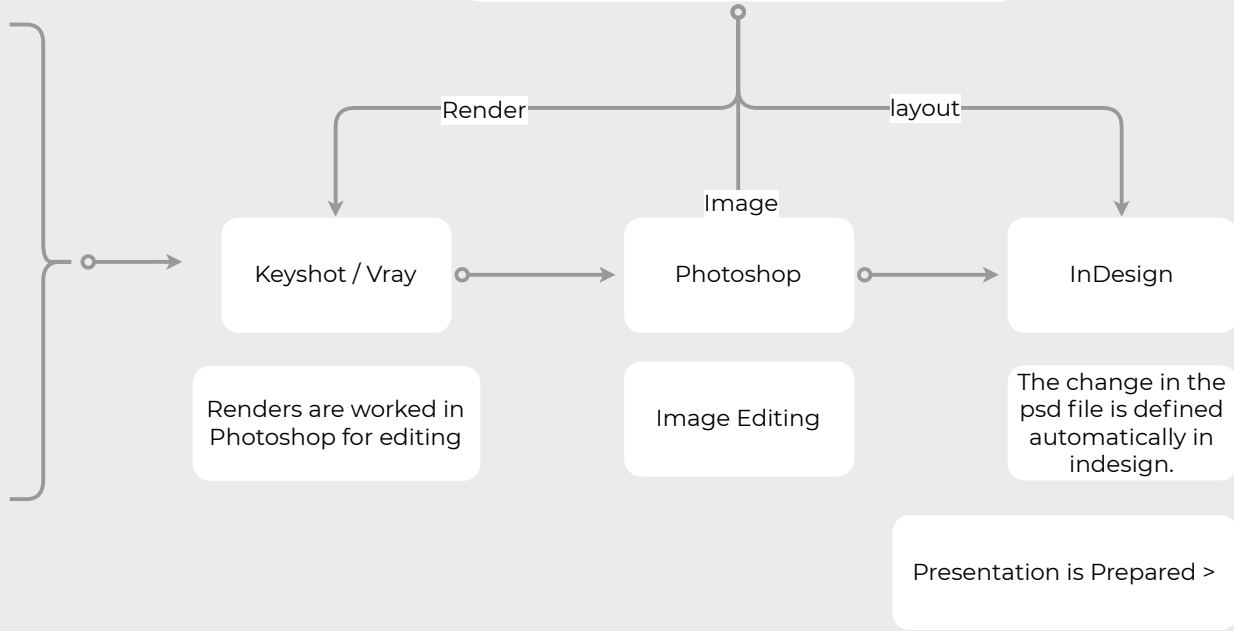 Render
layout
Image
Keyshot / Vray
Photoshop
InDesign
Renders are worked in
Photoshop for editing
Image Editing
The change in the
psd file is defined
automatically in
indesign.
Presentation is Prepared >